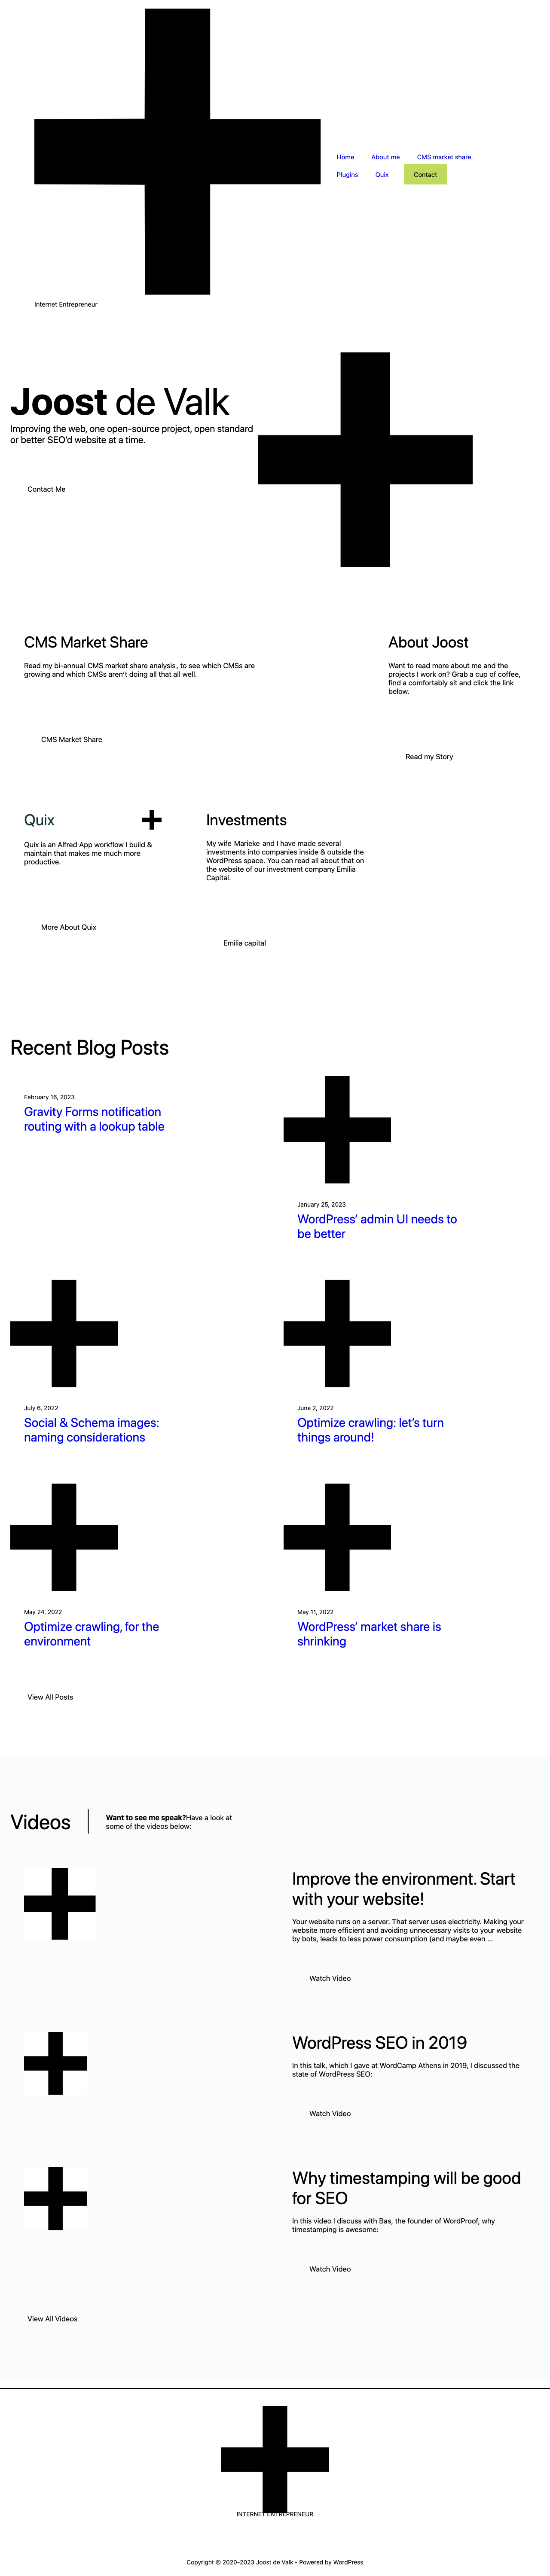 Home
About me
CMS market share
Plugins
Quix
Contact
Internet Entrepreneur
Joost de Valk
Improving the web, one open-source project, open standard
or better SEO'd website at a time.
Contact Me
CMS Market Share
Read my bi-annual CMS market share analysis, to see which CMSs are
growing and which CMSs aren't doing all that all well.
CMS Market Share
About Joost
Want to read more about me and the
projects I work on? Grab a cup of coffee,
find a comfortably sit and click the link
below.
Read my Story
Quix
Quix is an Alfred App workflow I build &
maintain that makes me much more
productive.
More About Quix
Investments
My wife Marieke and I have made several
investments into companies inside & outside the
WordPress space. You can read all about that on
the website of our investment company Emilia
Capital.
Emilia capital
Recent Blog Posts
February 16, 2023
Gravity Forms notification
routing with a lookup table
January 25, 2023
WordPress' admin UI needs to
be better
July 6, 2022
Social & Schema images:
naming considerations
June 2, 2022
Optimize crawling: let's turn
things around!
May 24, 2022
Optimize crawling, for the
environment
May 11, 2022
WordPress' market share is
shrinking
View All Posts
Videos
Want to see me speak?Have a look at
some of the videos below:
Improve the environment. Start
with your website!
Your website runs on a server. That server uses electricity. Making your
website more efficient and avoiding unnecessary visits to your website
by bots, leads to less power consumption (and maybe even ...
Watch Video
WordPress SEO in 2019
In this talk, which I gave at WordCamp Athens in 2019, I discussed the
state of WordPress SEO:
Watch Video
Why timestamping will be good
for SEO
In this video I discuss with Bas, the founder of WordProof, why
timestamping is awesome:
Watch Video
View All Videos
INTERNET ENTREPRENEUR
Copyright © 2020-2023 Joost de Valk - Powered by WordPress